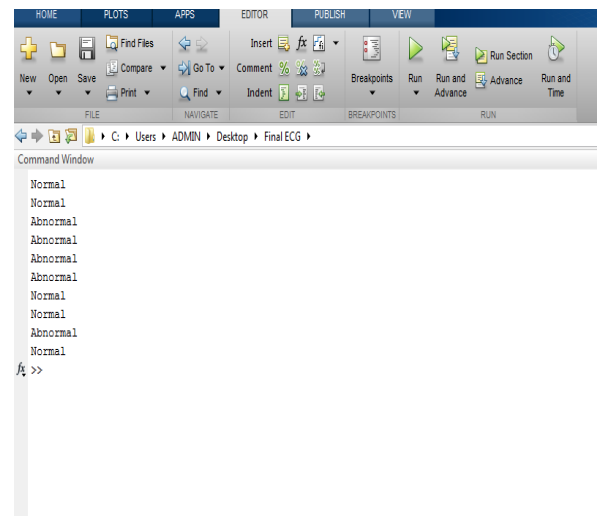 HOME PLOTS APPS EDITOR PUBLISH VIEW
New Open Save Find Files Compare Print
Go To Find
Insert fx Comment Indent
Breakpoints
Run Run and Advance Run Section Advance Run and Time
FILE NAVIGATE EDIT BREAKPOINTS RUN
C: Users ADMIN Desktop Final ECG
Command Window
Normal
Normal
Abnormal
Abnormal
Abnormal
Abnormal
Normal
Normal
Abnormal
Normal
fx >>